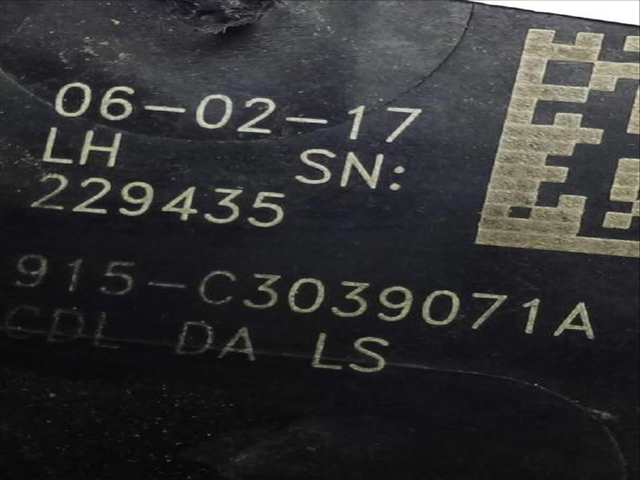 06-02-17
LH SN:
229435
915-C3039071A
CDL DA LS